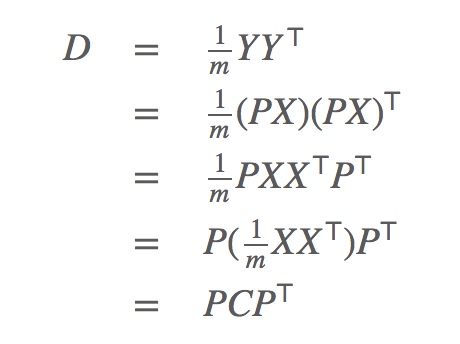 D = 1/m YY⊤
= 1/m (PX)(PX)⊤
= 1/m PXX⊤P⊤
= P(1/m XX⊤)P⊤
= PCP⊤